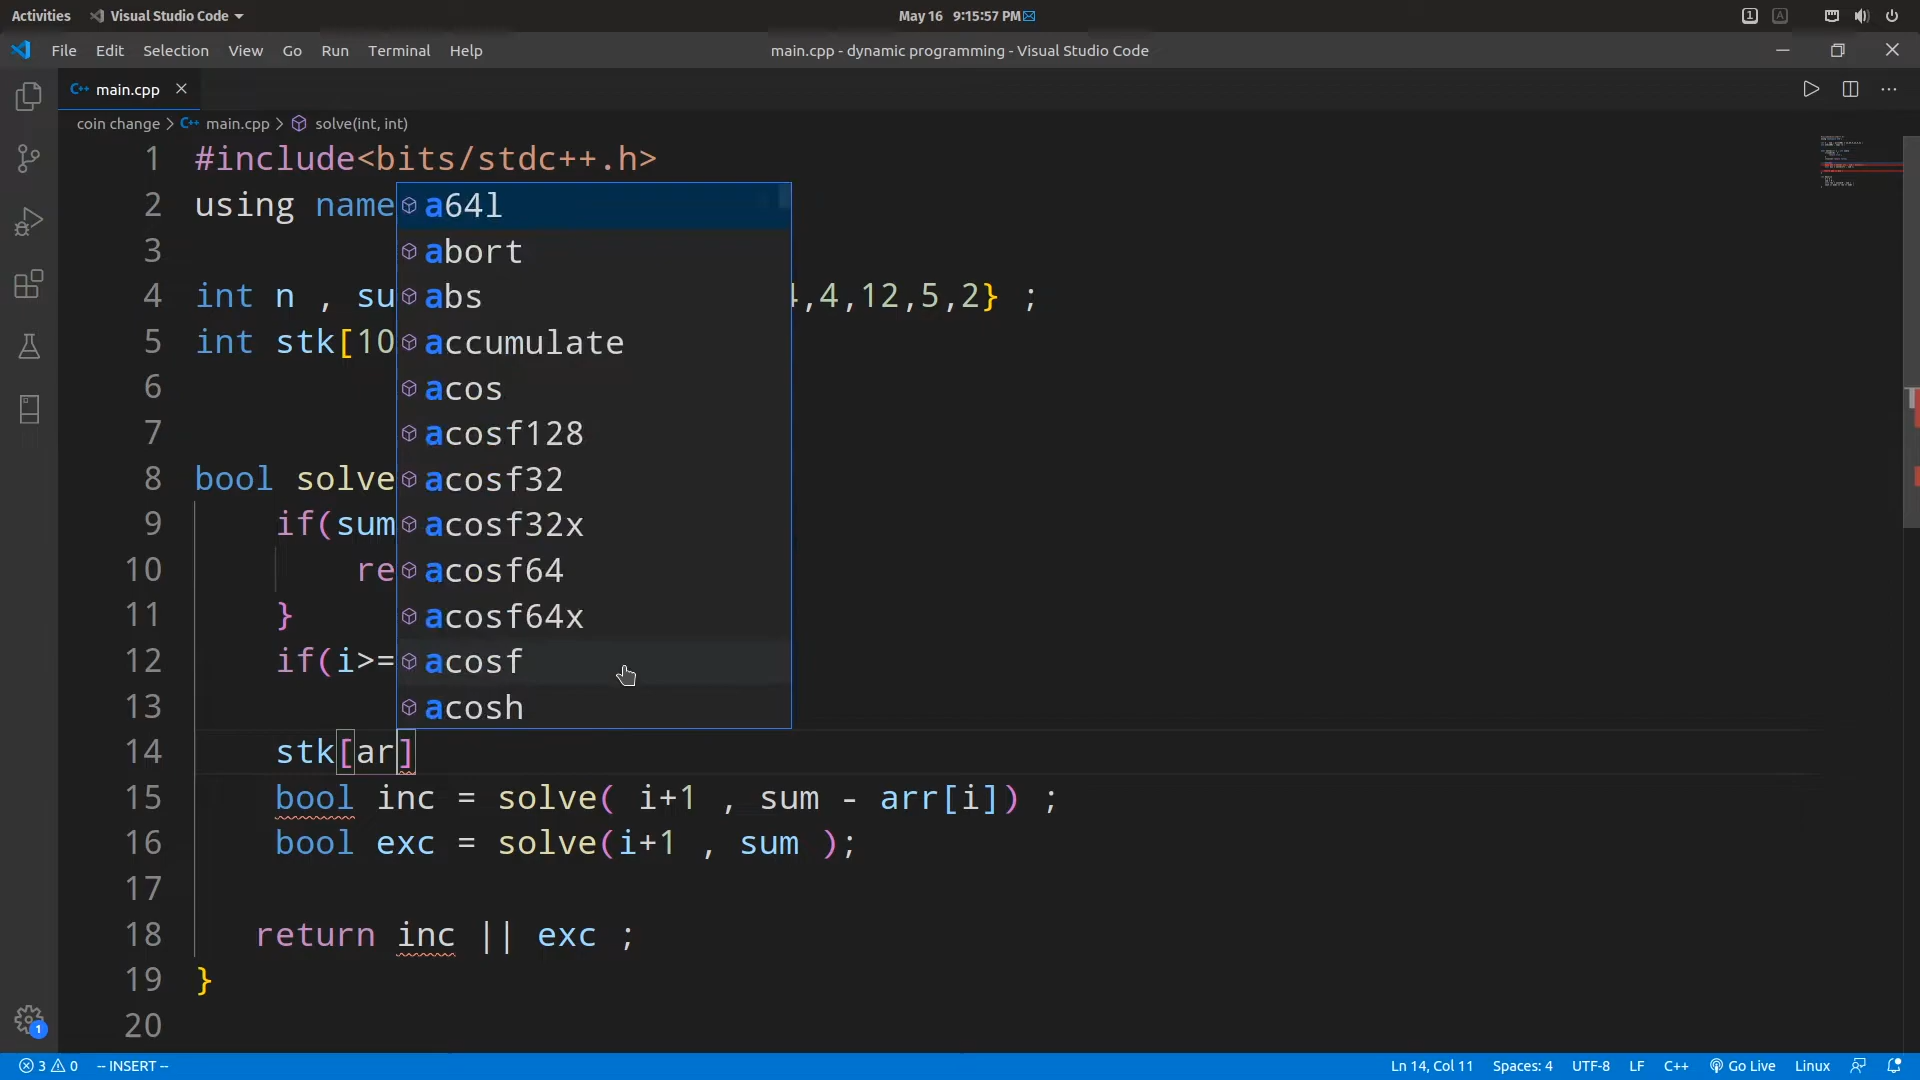 Activities Visual Studio Code May 16 9:15:57 PM 1 A
File Edit Selection View Go Run Terminal Help main.cpp - dynamic programming - Visual Studio Code
C++ main.cpp
coin change > C++ main.cpp > solve(int, int)
1 #include<bits/stdc++.h>
2 using name
3
4 int n , su ,4,12,5,2} ;
5 int stk[10
6
7
8 bool solve
9 if(sum
10 re
11 }
12 if(i>=
13
14 stk[ar]
15 bool inc = solve( i+1 , sum - arr[i]) ;
16 bool exc = solve(i+1 , sum );
17
18 return inc || exc ;
19 }
20
a64l
abort
abs
accumulate
acos
acosf128
acosf32
acosf32x
acosf64
acosf64x
acosf
acosh
1
3 0 -- INSERT -- Ln 14, Col 11 Spaces: 4 UTF-8 LF C++ Go Live Linux